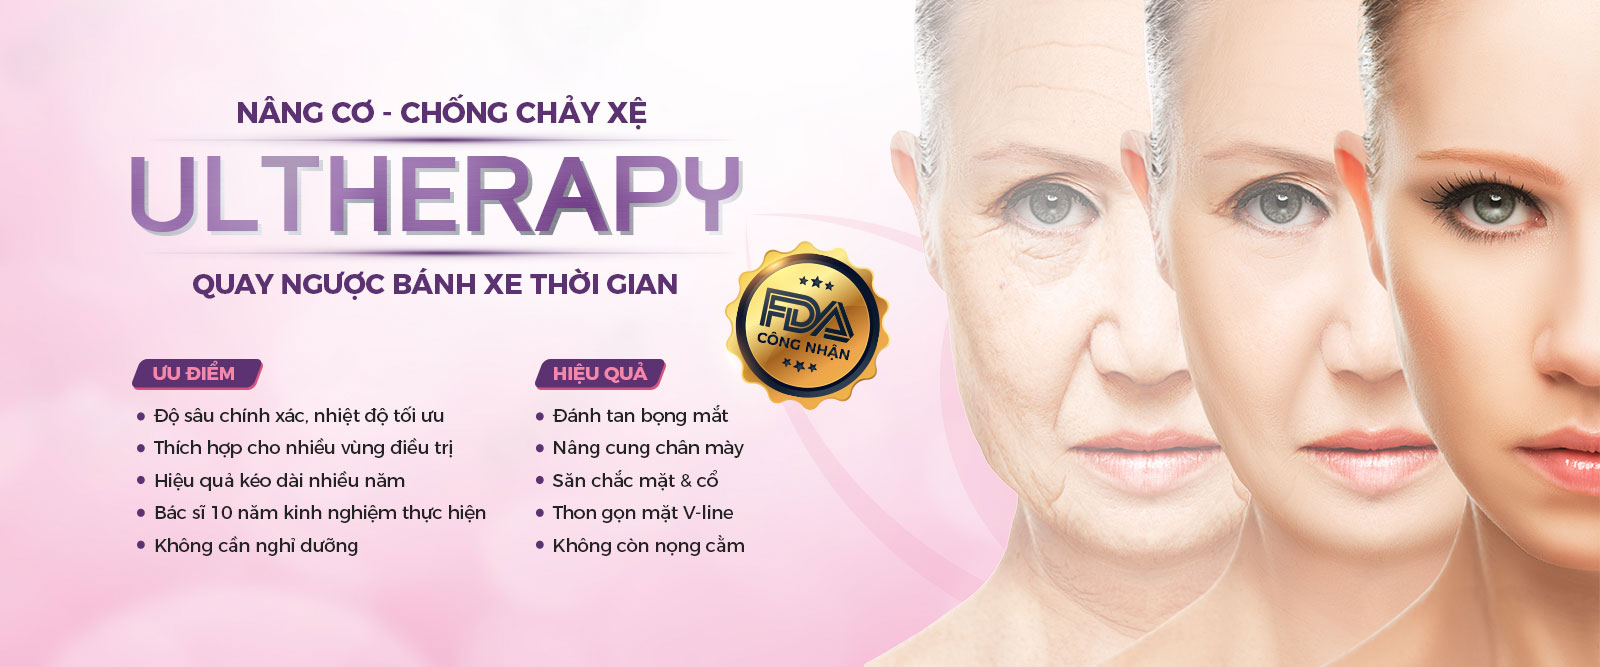 NÂNG CƠ - CHỐNG CHẢY XỆ
ULTHERAPY
QUAY NGƯỢC BÁNH XE THỜI GIAN
FDA
CÔNG NHẬN
ƯU ĐIỂM
Độ sâu chính xác, nhiệt độ tối ưu
Thích hợp cho nhiều vùng điều trị
Hiệu quả kéo dài nhiều năm
Bác sĩ 10 năm kinh nghiệm thực hiện
Không cần nghỉ dưỡng
HIỆU QUẢ
Đánh tan bọng mắt
Nâng cung chân mày
Săn chắc mặt & cổ
Thon gọn mặt V-line
Không còn nọng cằm